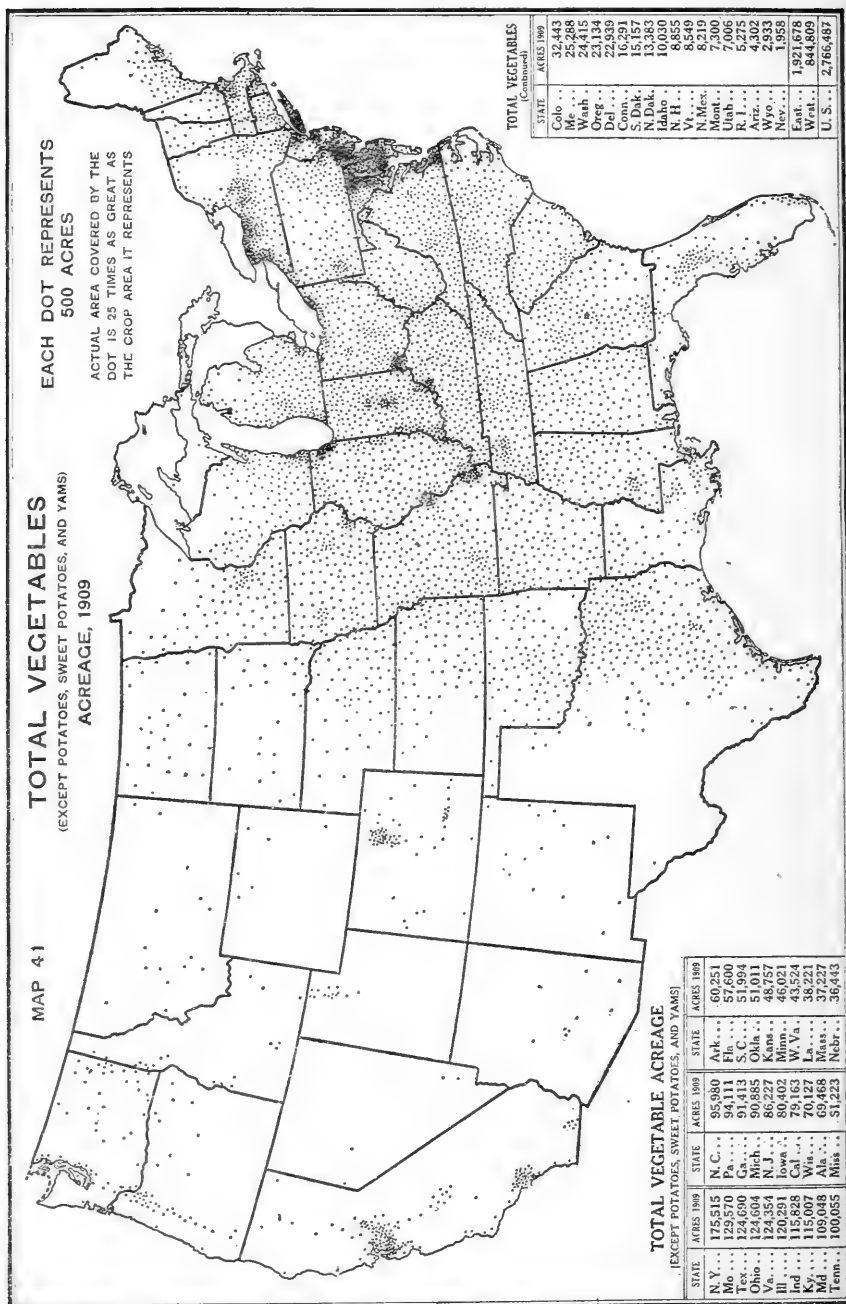 MAP 41
TOTAL VEGETABLES
(EXCEPT POTATOES, SWEET POTATOES, AND YAMS)
ACREAGE, 1909
EACH DOT REPRESENTS
500 ACRES
ACTUAL AREA COVERED BY THE
DOT IS 25 TIMES AS GREAT AS
THE CROP AREA IT REPRESENTS
TOTAL VEGETABLE ACREAGE
[EXCEPT POTATOES, SWEET POTATOES, AND YAMS]
STATE ACRES 1909 STATE ACRES 1909 STATE ACRES 1909
N. Y.... 175,515 N. C.... 95,980 Ark.... 60,251
Mo.... 129,570 Pa.... 94,111 Fla.... 57,600
Tex.... 124,690 Ga.... 91,413 S. C.... 51,994
Ohio.... 124,604 Mich.... 90,885 Okla.... 51,011
Va.... 124,354 N. J.... 86,227 Kans.... 48,757
Ill.... 120,291 Iowa.... 80,402 Minn.... 46,021
Ind.... 115,828 Cal.... 79,163 W. Va.... 43,524
Ky.... 115,007 Wis.... 70,127 La.... 38,221
Md.... 109,048 Ala.... 69,468 Mass.... 37,227
Tenn... 100,055 Miss.... 61,223 Nebr... 36,443
TOTAL VEGETABLES
(Continued)
STATE ACRES 1909
Colo... 32,443
Me... 25,288
Wash... 24,415
Oreg... 23,134
Del... 22,939
Conn... 16,291
S. Dak. 15,157
N. Dak. 13,383
Idaho.. 10,030
N. H... 8,855
Vt.... 8,549
N. Mex. 8,219
Mont... 7,300
Utah... 7,006
R. I.... 5,275
Ariz... 4,302
Wyo... 2,933
Nev... 1,958
East... 1,921,678
West.. 844,809
U. S... 2,766,487